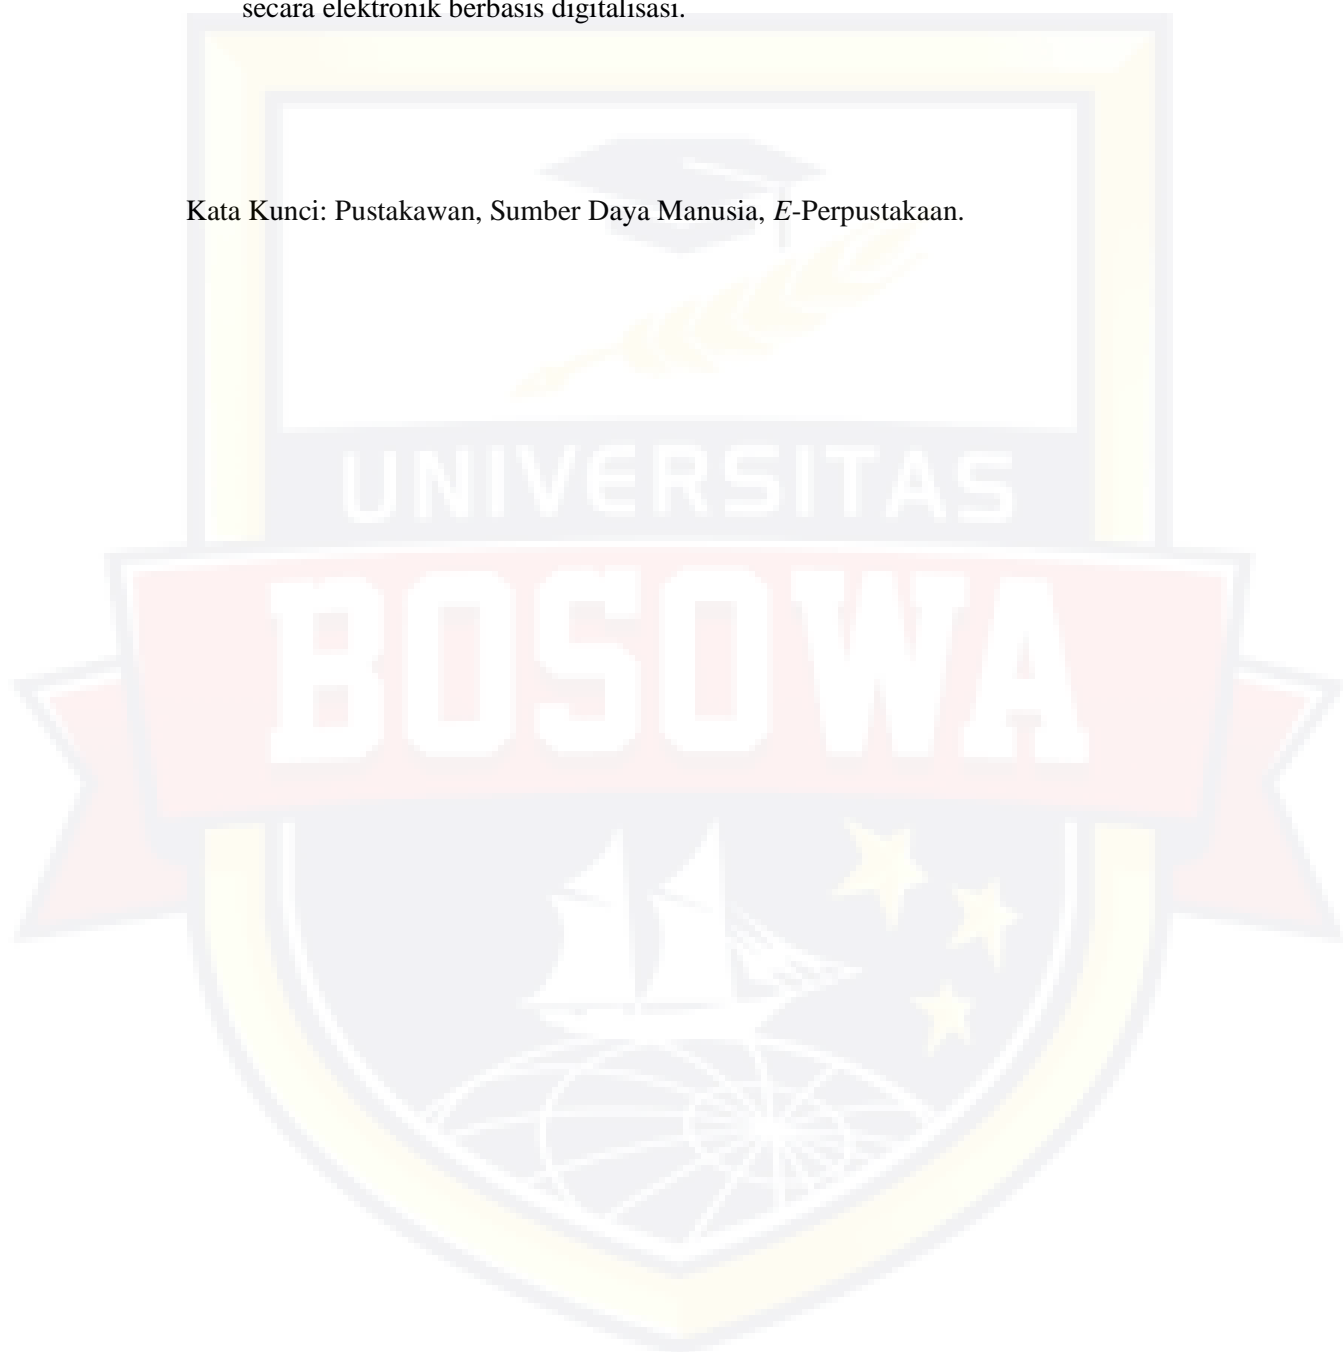 secara elektronik berbasis digitalisasi.
Kata Kunci: Pustakawan, Sumber Daya Manusia, E-Perpustakaan.
UNIVERSITAS
BOSOWA